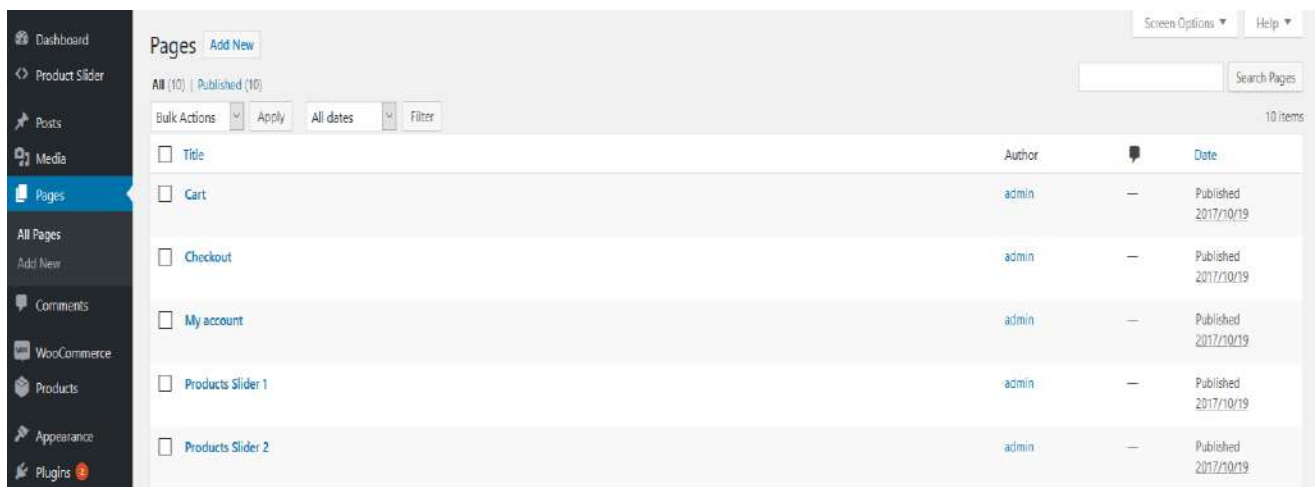 Dashboard
Product Slider
Posts
Media
Pages
All Pages
Add New
Comments
WooCommerce
Products
Appearance
Plugins 2
Screen Options ▼ Help ▼
Pages Add New
All (10) | Published (10)
Search Pages
Bulk Actions Apply All dates Filter
10 items
Title Author Date
Cart admin — Published
2017/10/19
Checkout admin — Published
2017/10/19
My account admin — Published
2017/10/19
Products Slider 1 admin — Published
2017/10/19
Products Slider 2 admin — Published
2017/10/19